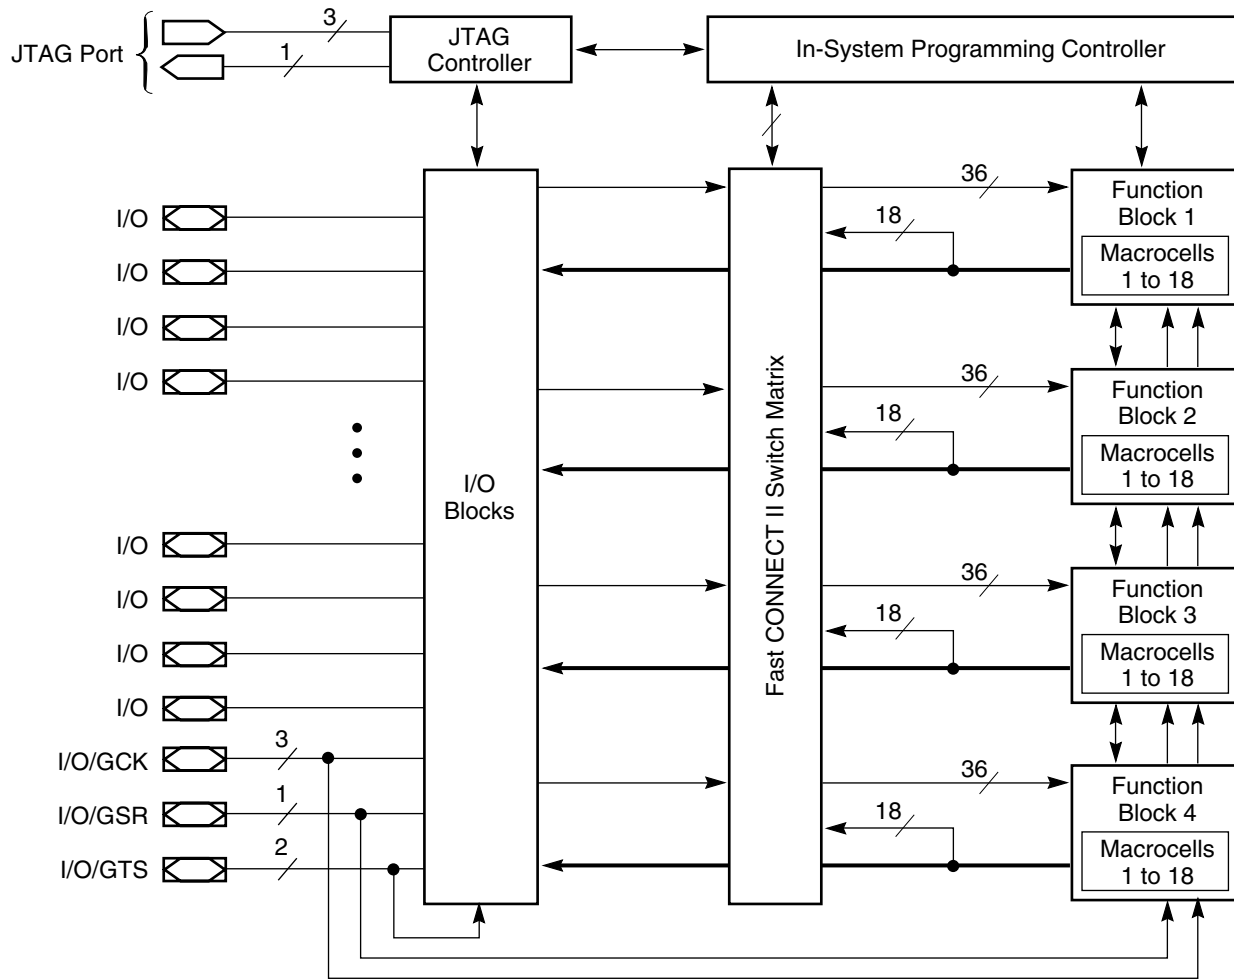 JTAG Port
3
1
JTAG
Controller
In-System Programming Controller
I/O
I/O
I/O
I/O
I/O
I/O
I/O
I/O
I/O/GCK
3
I/O/GSR
1
I/O/GTS
2
I/O
Blocks
Fast CONNECT II Switch Matrix
36
18
Function
Block 1
Macrocells
1 to 18
36
18
Function
Block 2
Macrocells
1 to 18
36
18
Function
Block 3
Macrocells
1 to 18
36
18
Function
Block 4
Macrocells
1 to 18